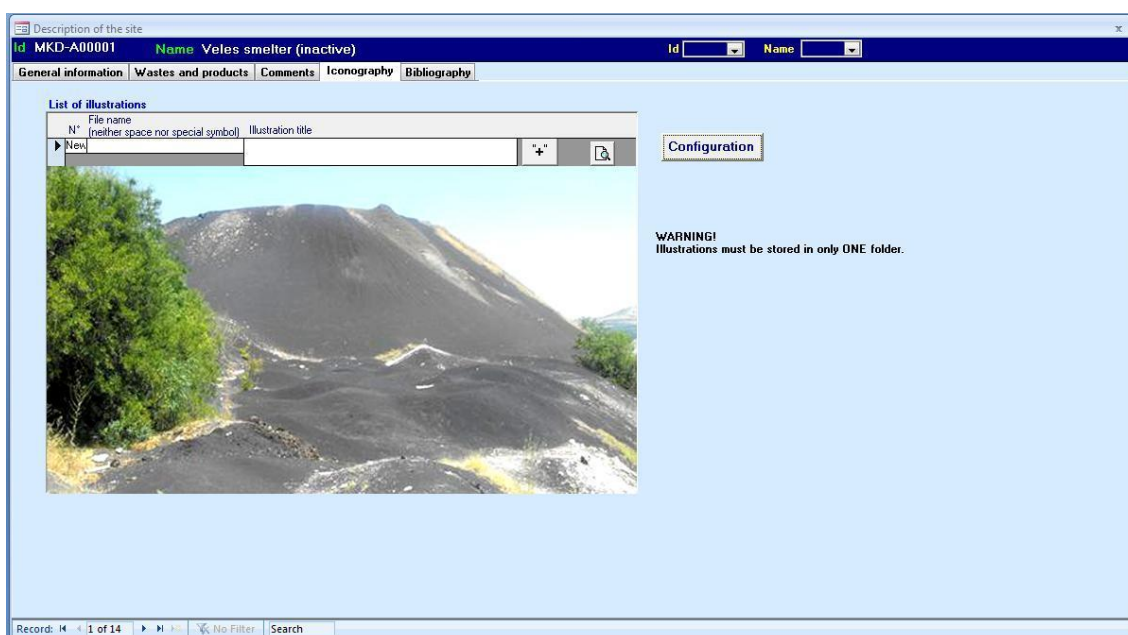 Description of the site
x
Id MKD-A00001 Name Veles smelter (inactive) Id Name
General information Wastes and products Comments Iconography Bibliography
List of illustrations
File name
N° (neither space nor special symbol) Illustration title
New
"+"
Configuration
WARNING!
Illustrations must be stored in only ONE folder.
Record: 1 of 14 No Filter Search